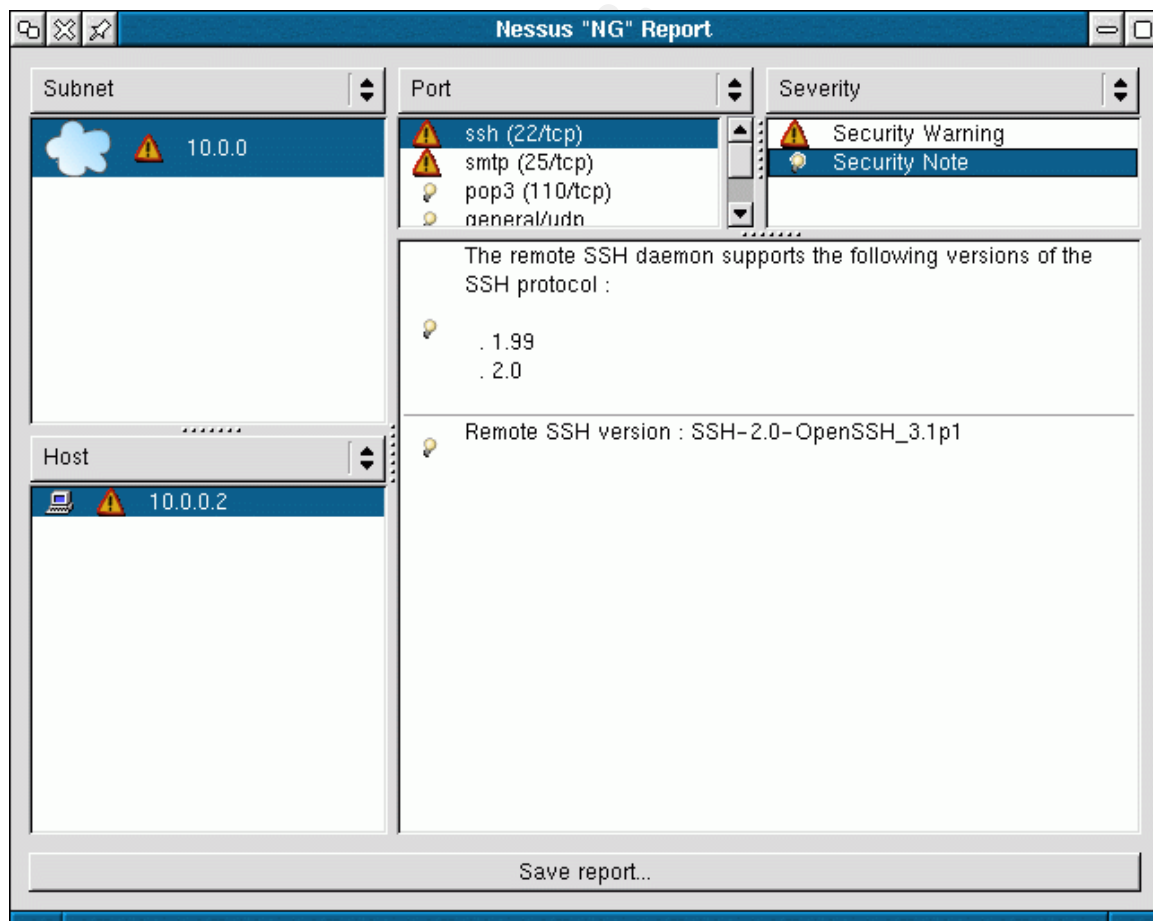 Nessus "NG" Report
Subnet
Port
Severity
10.0.0
ssh (22/tcp)
smtp (25/tcp)
pop3 (110/tcp)
general/udp
Security Warning
Security Note
The remote SSH daemon supports the following versions of the
SSH protocol :
. 1.99
. 2.0
Remote SSH version : SSH-2.0-OpenSSH_3.1p1
Host
10.0.0.2
Save report...